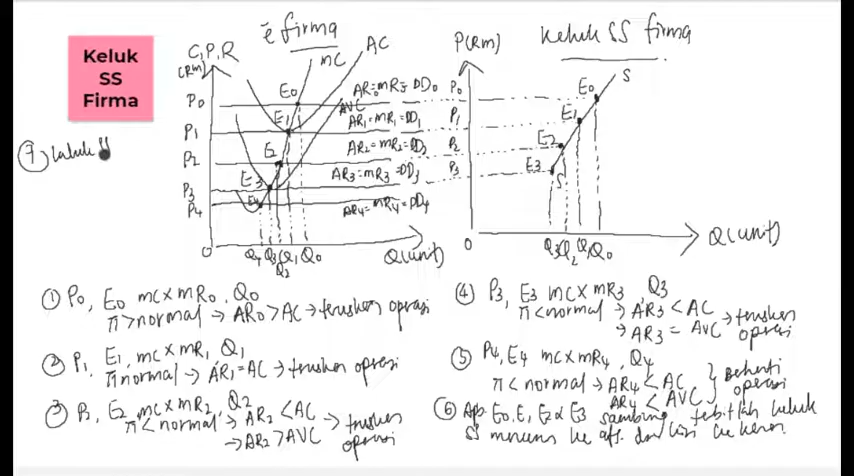 Keluk
SS
Firma
⑦ keluk SS
ē firma
C,P,R
(RM)
MC
AC
AVC
P0
P1
P2
P3
P4
E0
E1
E2
E3
E4
AR0=MR0=DD0
AR1=MR1=DD1
AR2=MR2=DD2
AR3=MR3=DD3
AR4=MR4=DD4
0
Q4 Q3 Q2 Q1 Q0
Q(unit)
Keluk SS firma
P(RM)
P0
P1
P2
P3
E0
E1
E2
E3
S
S
0
Q3 Q2 Q1 Q0
Q(unit)
① P0, E0 MC X MR0, Q0
π>normal → AR0 > AC → teruskan operasi
② P1, E1, MC X MR1, Q1
π normal → AR1=AC → teruskan operasi
③ P2, E2 MC X MR2, Q2
π<normal → AR2 < AC
→ AR2 > AVC → teruskan operasi
④ P3, E3 MC X MR3, Q3
π<normal → AR3 < AC
→ AR3 = AVC → teruskan operasi
⑤ P4, E4 MC X MR4, Q4
π< normal → AR4 < AC
AR4 < AVC } Berhenti operasi
⑥ Apb E0, E1, E2 & E3 sambung, terbitlah keluk
SS mencerun ke atas dari kiri ke kanan.